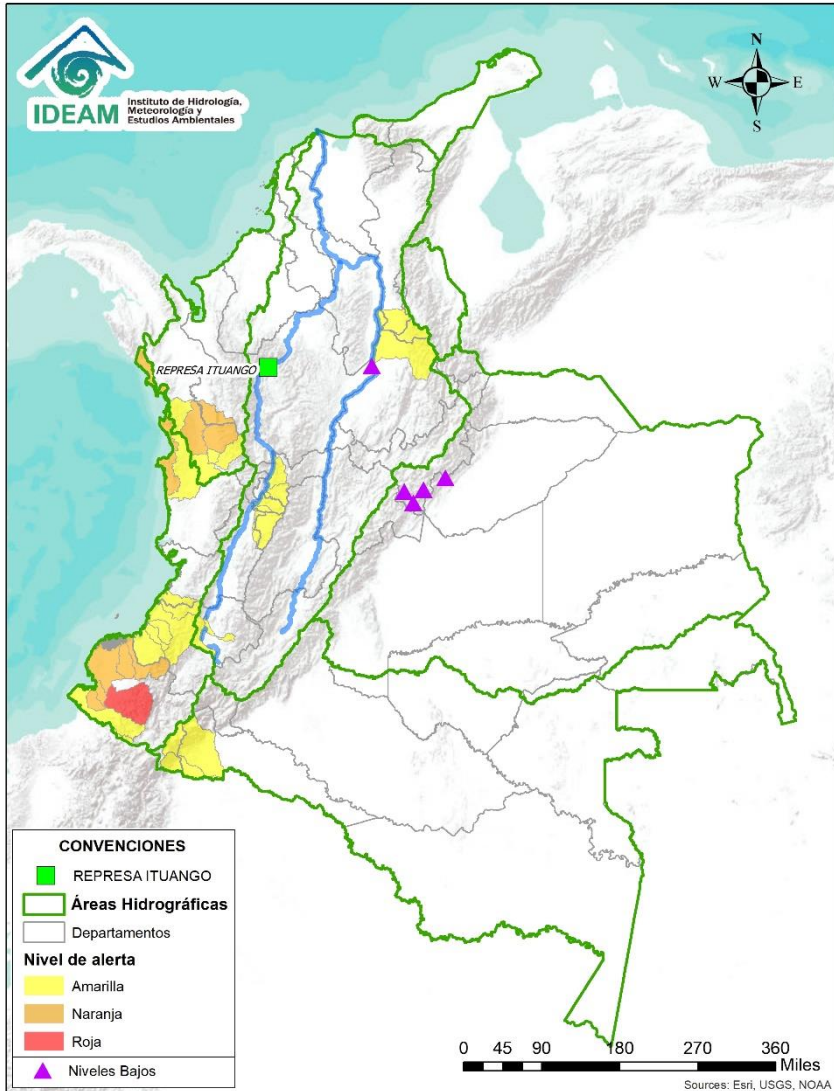 IDEAM
Instituto de Hidrología,
Meteorología y
Estudios Ambientales
N
W
E
S
REPRESA ITUANGO
CONVENCIONES
REPRESA ITUANGO
Áreas Hidrográficas
Departamentos
Nivel de alerta
Amarilla
Naranja
Roja
Niveles Bajos
0 45 90 180 270 360
Miles
Sources: Esri, USGS, NOAA